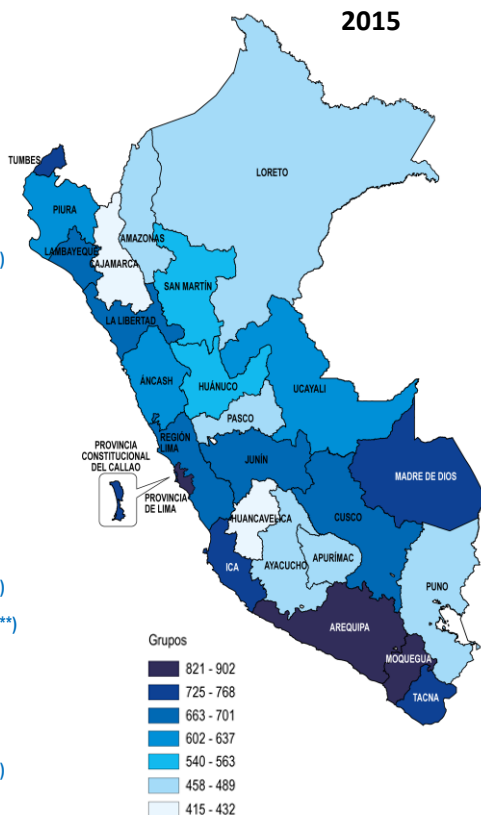 2015
TUMBES
LORETO
PIURA
AMAZONAS
LAMBAYEQUE
CAJAMARCA
)
SAN MARTÍN
LA LIBERTAD
ÁNCASH
HUÁNUCO
UCAYALI
PASCO
REGIÓN
LIMA
PROVINCIA
CONSTITUCIONAL
DEL CALLAO
JUNÍN
MADRE DE DIOS
PROVINCIA
DE LIMA
HUANCAVELICA
CUSCO
ICA
AYACUCHO
APURÍMAC
PUNO
)
**)
AREQUIPA
MOQUEGUA
TACNA
)
Grupos
821 - 902
725 - 768
663 - 701
602 - 637
540 - 563
458 - 489
415 - 432